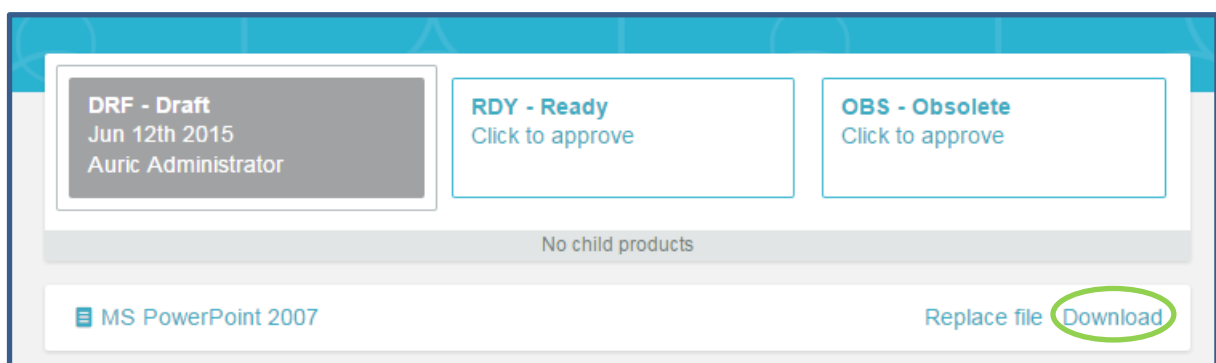 DRF - Draft
Jun 12th 2015
Auric Administrator
RDY - Ready
Click to approve
OBS - Obsolete
Click to approve
No child products
MS PowerPoint 2007
Replace file Download